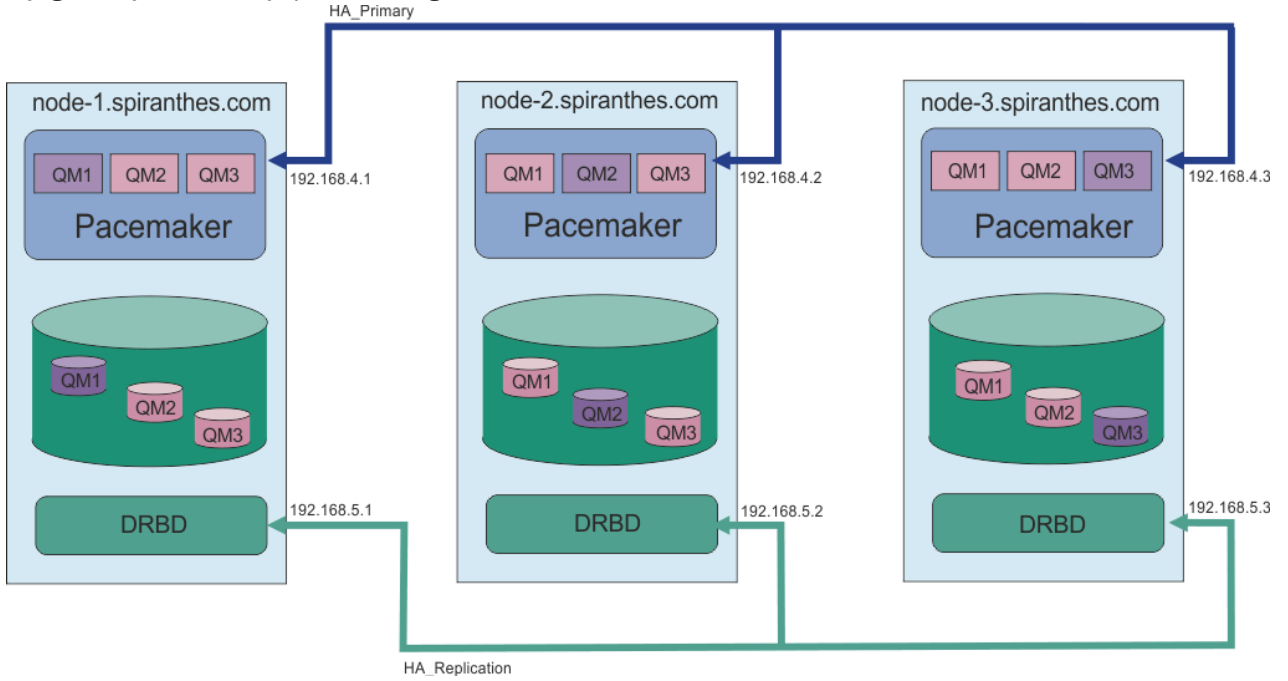 HA_Primary
node-1.spiranthes.com
QM1 QM2 QM3
Pacemaker
192.168.4.1
QM1
QM2
QM3
DRBD
192.168.5.1
node-2.spiranthes.com
QM1 QM2 QM3
Pacemaker
192.168.4.2
QM1
QM2
QM3
DRBD
192.168.5.2
node-3.spiranthes.com
QM1 QM2 QM3
Pacemaker
192.168.4.3
QM1
QM2
QM3
DRBD
192.168.5.3
HA_Replication